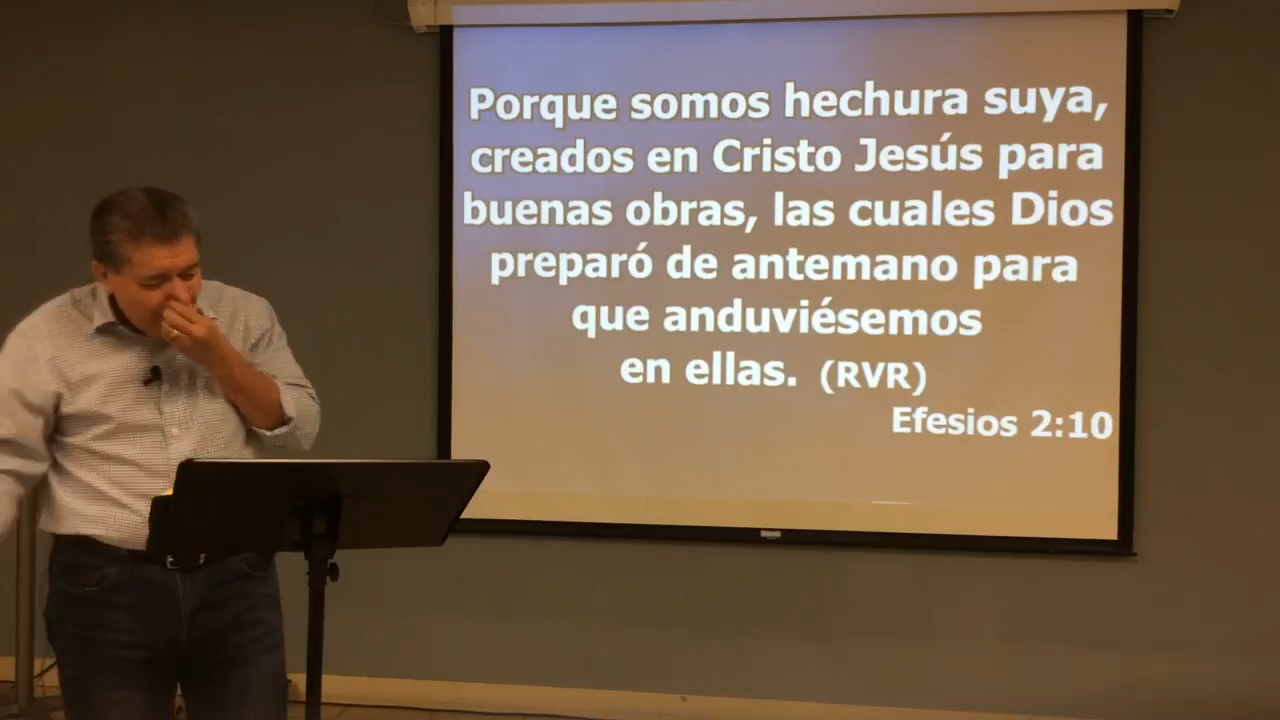 Porque somos hechura suya,
creados en Cristo Jesús para
buenas obras, las cuales Dios
preparó de antemano para
que anduviésemos
en ellas. (RVR)
Efesios 2:10